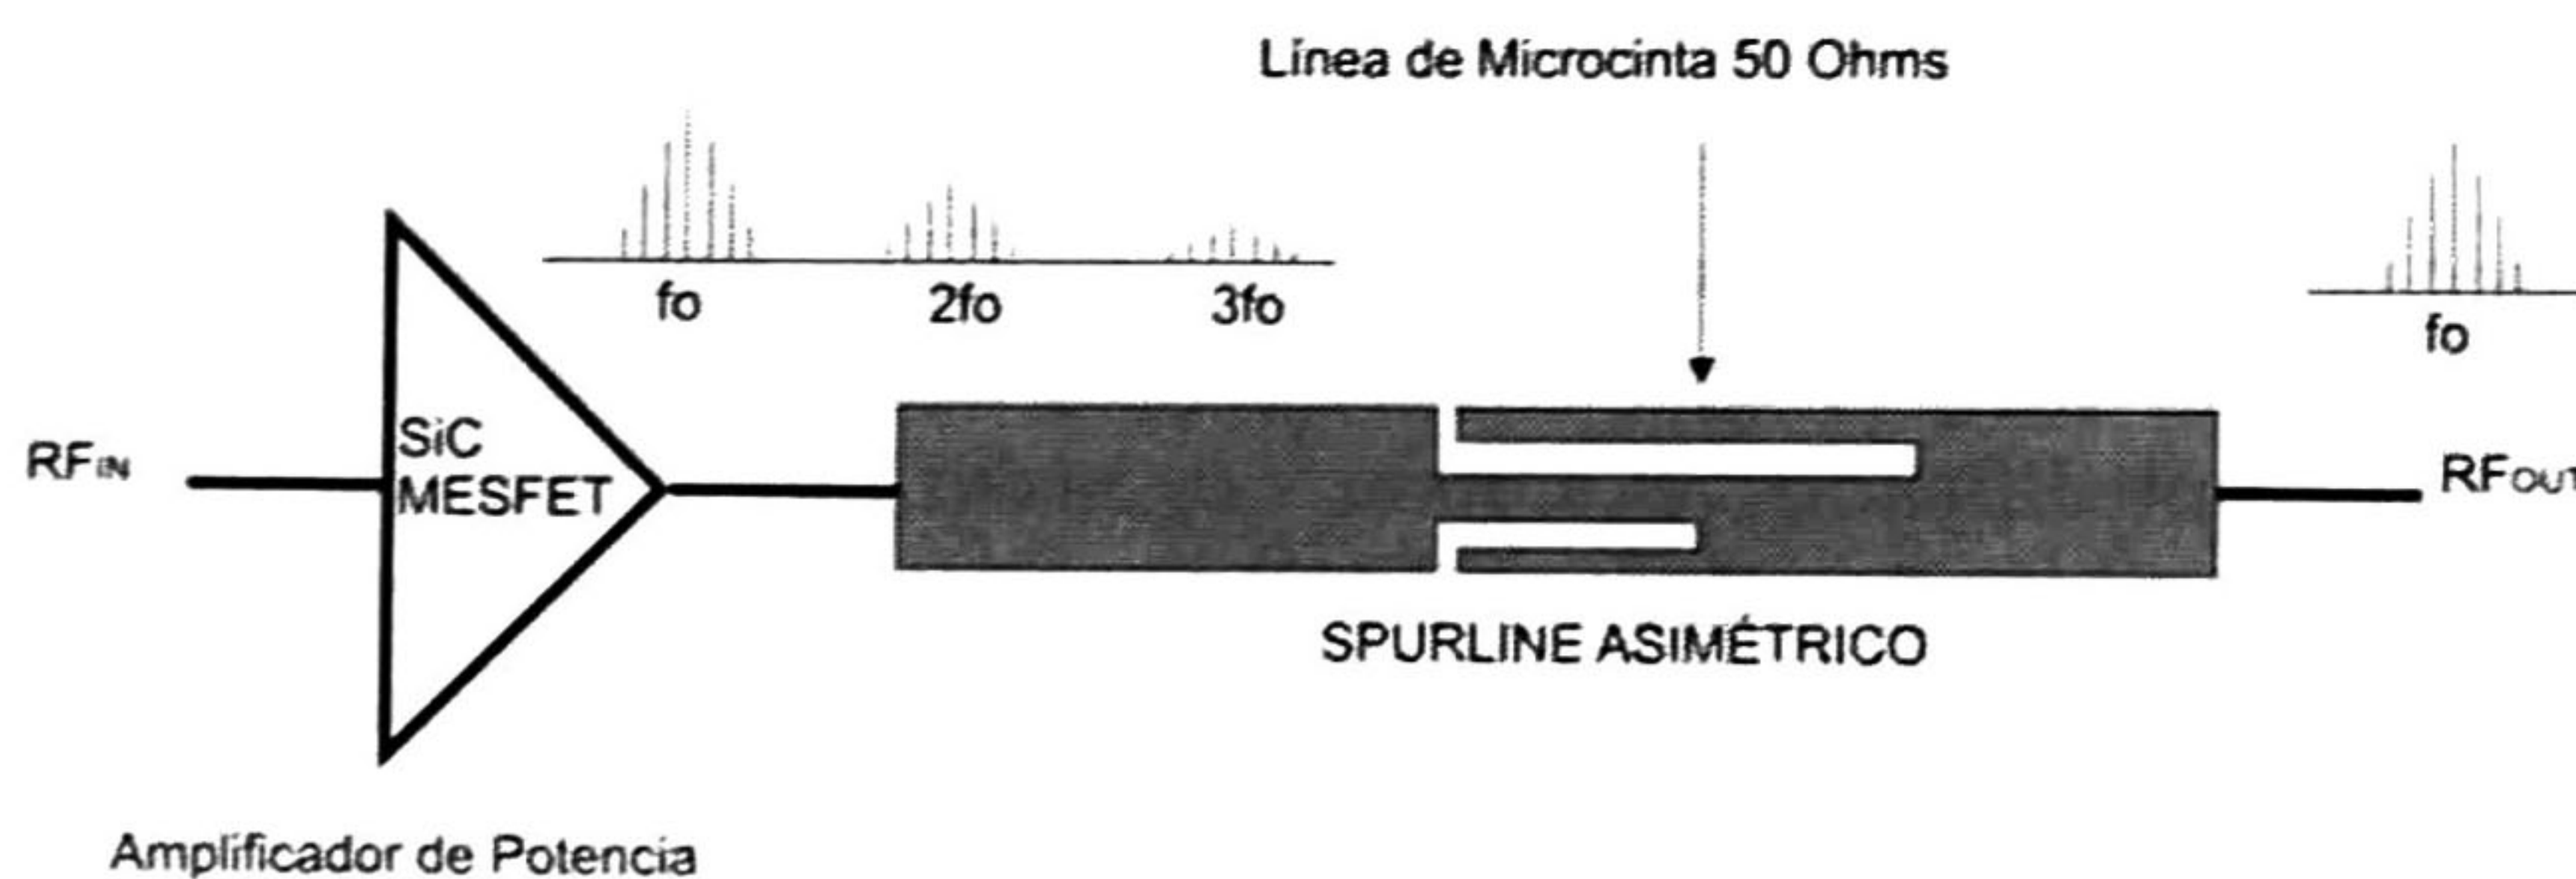 Línea de Microcinta 50 Ohms
fo
2fo
3fo
fo
RFIN
SiC
MESFET
RFOUT
SPURLINE ASIMÉTRICO
Amplificador de Potencia